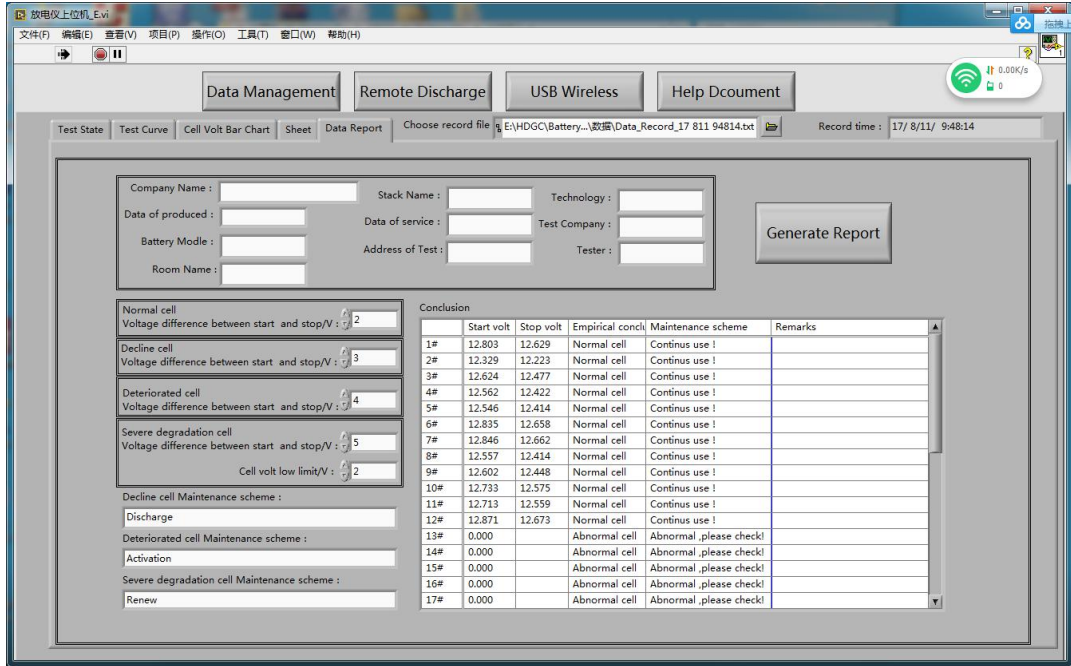 放电仪上位机_E.vi
文件(F) 编辑(E) 查看(V) 项目(P) 操作(O) 工具(T) 窗口(W) 帮助(H)
拖拽上
0.00K/s
0
Data Management Remote Discharge USB Wireless Help Dcoument
Test State Test Curve Cell Volt Bar Chart Sheet Data Report Choose record file E:\HDGC\Battery...\数据\Data_Record_17 811 94814.txt Record time : 17/ 8/11/ 9:48:14
Company Name : Stack Name : Technology :
Data of produced : Data of service : Test Company :
Battery Modle : Address of Test : Tester :
Room Name :
Generate Report
Normal cell
Voltage difference between start and stop/V : 2
Decline cell
Voltage difference between start and stop/V : 3
Deteriorated cell
Voltage difference between start and stop/V : 4
Severe degradation cell
Voltage difference between start and stop/V : 5
Cell volt low limit/V : 2
Decline cell Maintenance scheme :
Discharge
Deteriorated cell Maintenance scheme :
Activation
Severe degradation cell Maintenance scheme :
Renew
Conclusion
Start volt Stop volt Empirical conclu Maintenance scheme Remarks
1# 12.803 12.629 Normal cell Continus use !
2# 12.329 12.223 Normal cell Continus use !
3# 12.624 12.477 Normal cell Continus use !
4# 12.562 12.422 Normal cell Continus use !
5# 12.546 12.414 Normal cell Continus use !
6# 12.835 12.658 Normal cell Continus use !
7# 12.846 12.662 Normal cell Continus use !
8# 12.557 12.414 Normal cell Continus use !
9# 12.602 12.448 Normal cell Continus use !
10# 12.733 12.575 Normal cell Continus use !
11# 12.713 12.559 Normal cell Continus use !
12# 12.871 12.673 Normal cell Continus use !
13# 0.000 Abnormal cell Abnormal ,please check!
14# 0.000 Abnormal cell Abnormal ,please check!
15# 0.000 Abnormal cell Abnormal ,please check!
16# 0.000 Abnormal cell Abnormal ,please check!
17# 0.000 Abnormal cell Abnormal ,please check!